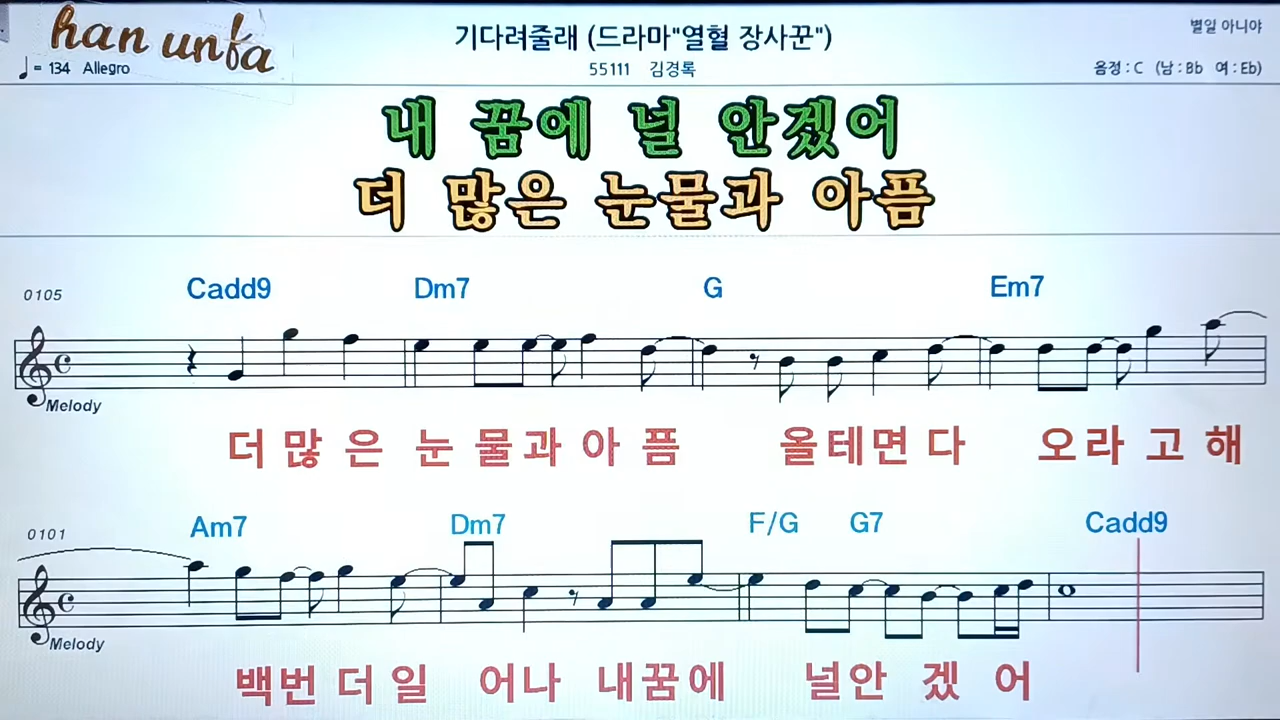 han unfa
기다려줄래 (드라마"열혈 장사꾼")
별일 아니야
♩= 134 Allegro
55111 김경록
음정 : C (남 : Bb 여 : Eb)
내 꿈에 널 안겠어
더 많은 눈물과 아픔
0105
Cadd9 Dm7 G Em7
Melody
더 많 은 눈 물과 아 픔 올테면 다 오라 고 해
0101
Am7 Dm7 F/G G7 Cadd9
Melody
백번 더 일 어나 내꿈에 널안 겠 어